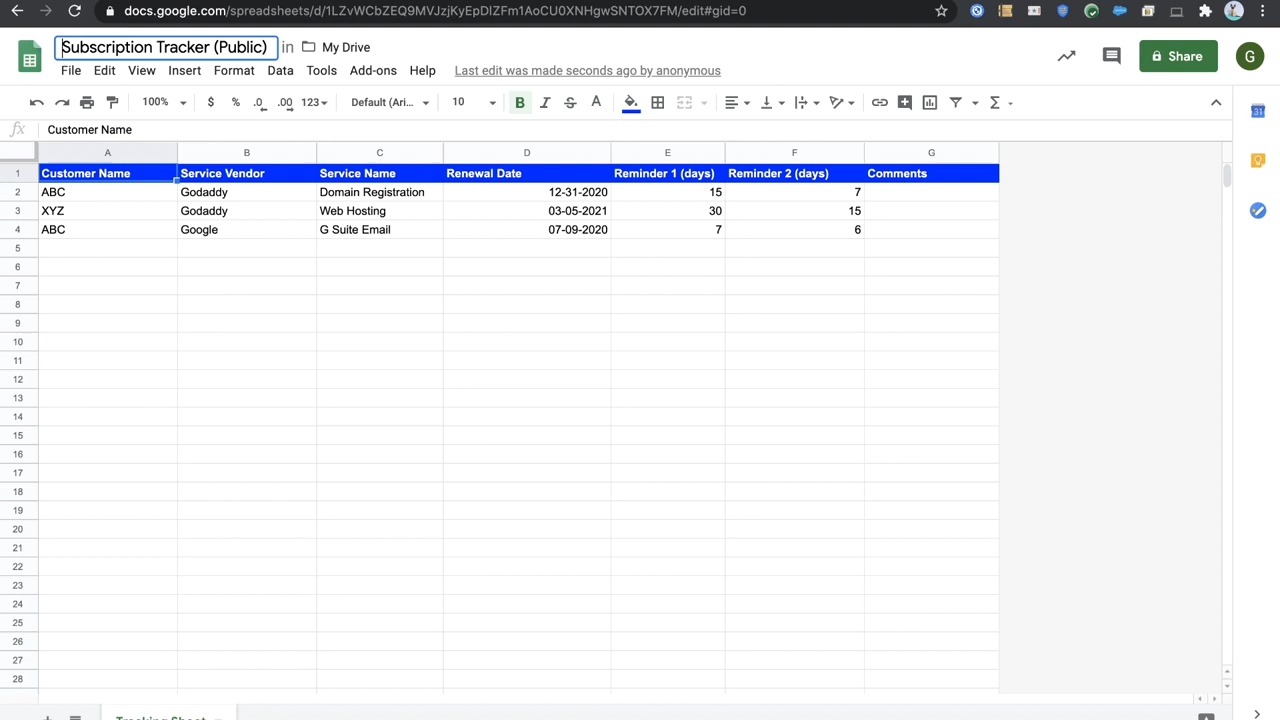 docs.google.com/spreadsheets/d/1LZvWCbZEQ9MVJzjKyEpDIZFm1AoCU0XNHgwSNTOX7FM/edit#gid=0
Subscription Tracker (Public) in My Drive
File Edit View Insert Format Data Tools Add-ons Help Last edit was made seconds ago by anonymous
Share
G
100% $ % .0 .00 123 Default (Ari... 10 B I S A
31
fx Customer Name
A B C D E F G
1 Customer Name Service Vendor Service Name Renewal Date Reminder 1 (days) Reminder 2 (days) Comments
2 ABC Godaddy Domain Registration 12-31-2020 15 7
3 XYZ Godaddy Web Hosting 03-05-2021 30 15
4 ABC Google G Suite Email 07-09-2020 7 6
5
6
7
8
9
10
11
12
13
14
15
16
17
18
19
20
21
22
23
24
25
26
27
28
Tracking Sheet